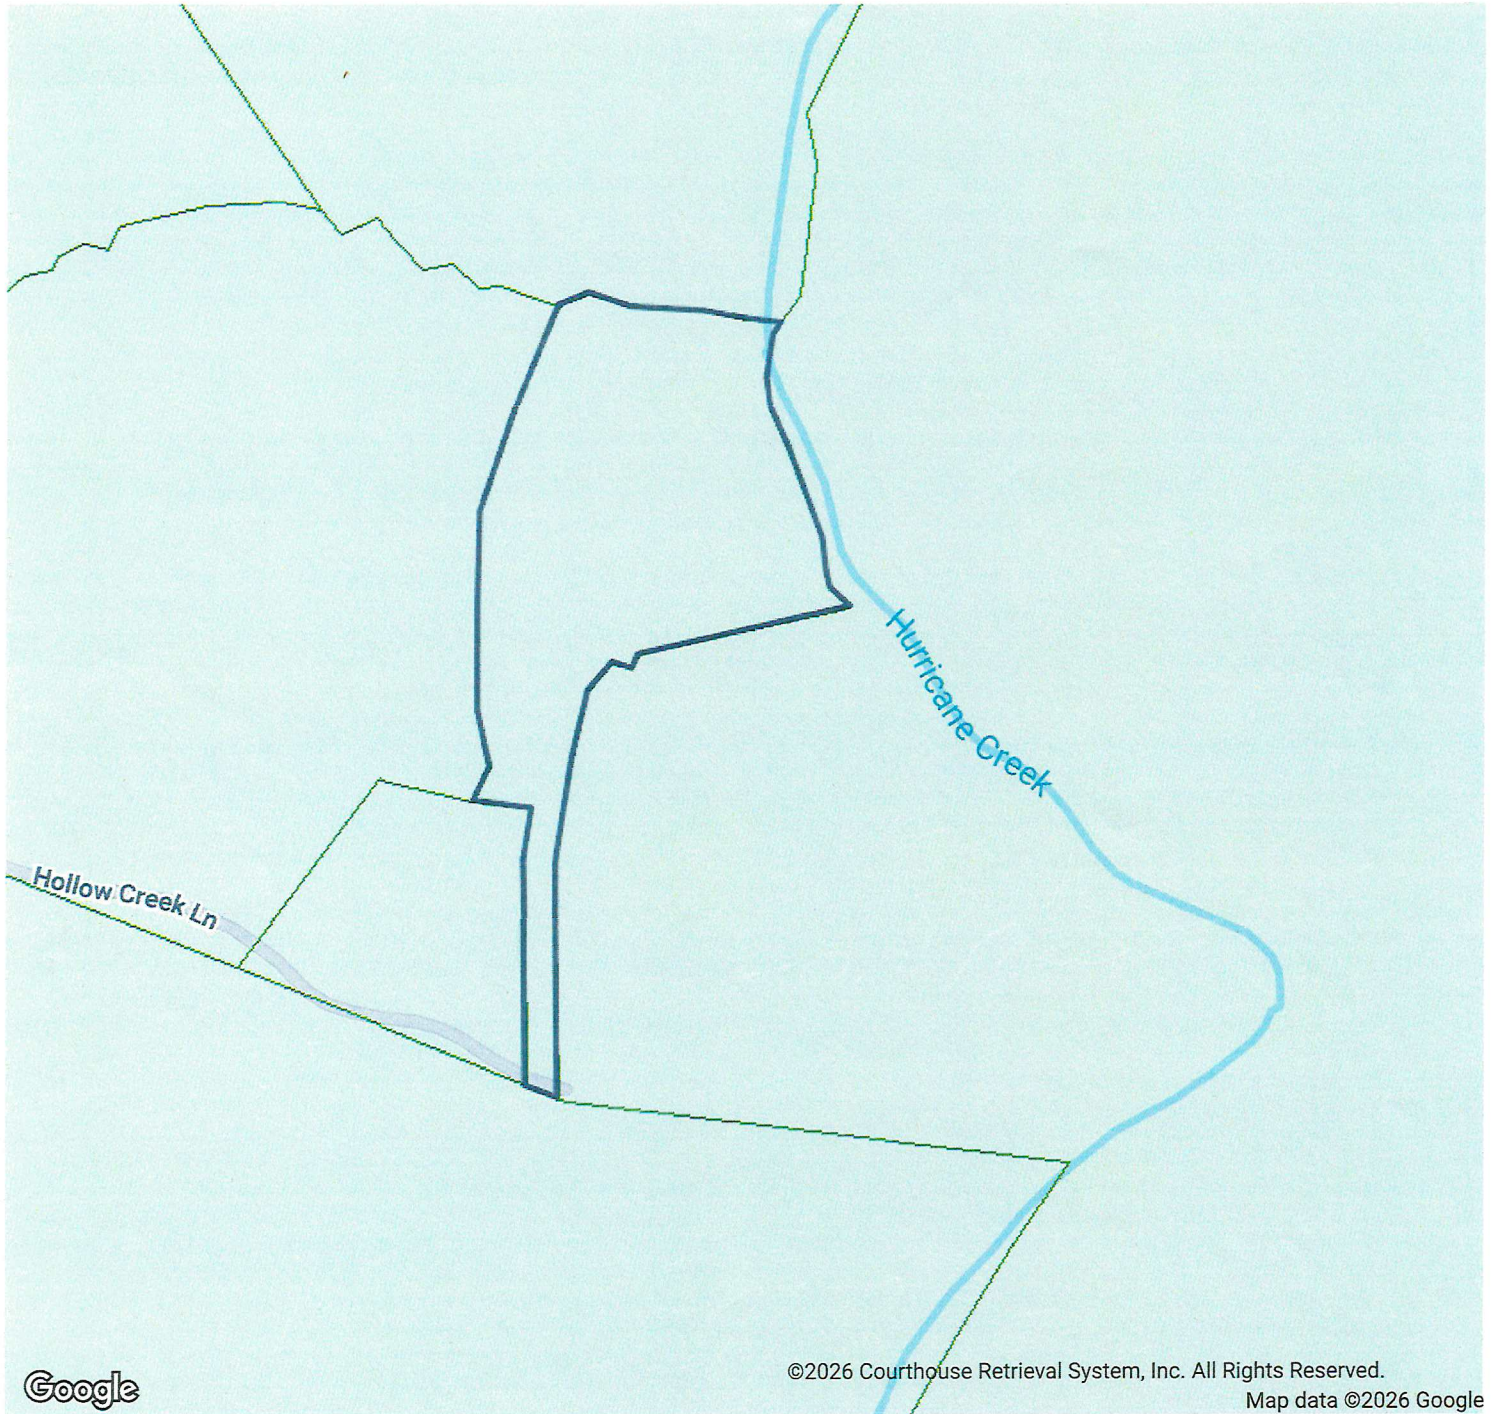 Hurricane Creek
Hollow Creek Ln
©2026 Courthouse Retrieval System, Inc. All Rights Reserved.
Google
Map data ©2026 Google